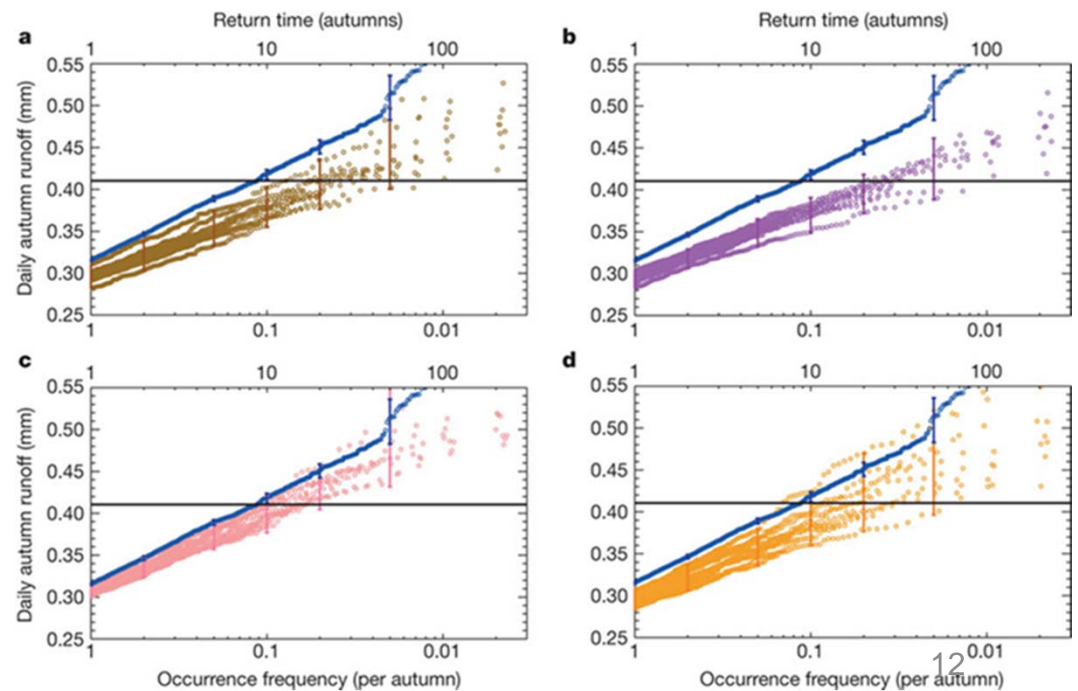 Return time (autumns) Return time (autumns)
a b
1 10 100 1 10 100
0.55 0.55
0.50 0.50
0.45 0.45
0.40 0.40
0.35 0.35
0.30 0.30
0.25 0.25
Daily autumn runoff (mm)
1 0.1 0.01 1 0.1 0.01
c d
1 10 100 1 10 100
0.55 0.55
0.50 0.50
0.45 0.45
0.40 0.40
0.35 0.35
0.30 0.30
0.25 0.25
Daily autumn runoff (mm)
1 0.1 0.01 1 0.1 0.01
Occurrence frequency (per autumn) Occurrence frequency (per autumn)
12